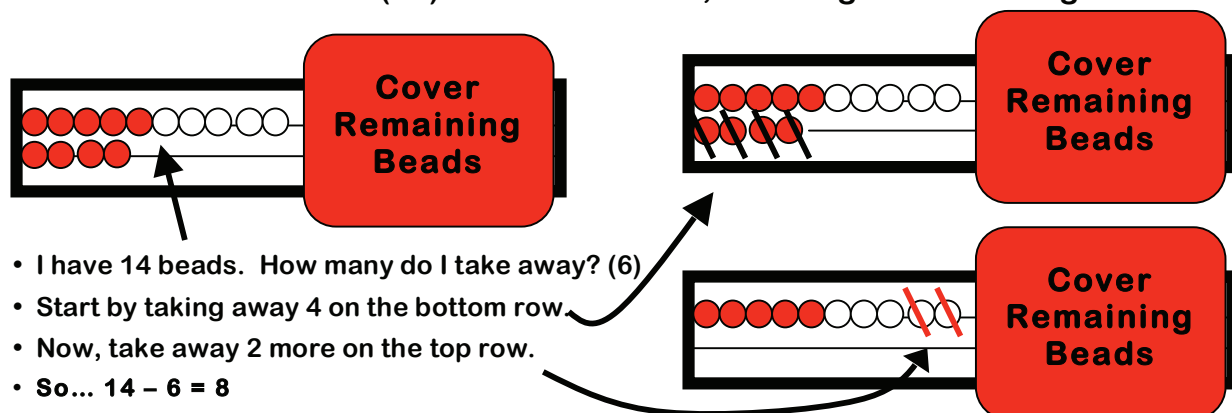 Cover
Remaining
Beads
Cover
Remaining
Beads
• I have 14 beads.  How many do I take away? (6)
• Start by taking away 4 on the bottom row.
• Now, take away 2 more on the top row.
• So... 14 – 6 = 8
Cover
Remaining
Beads